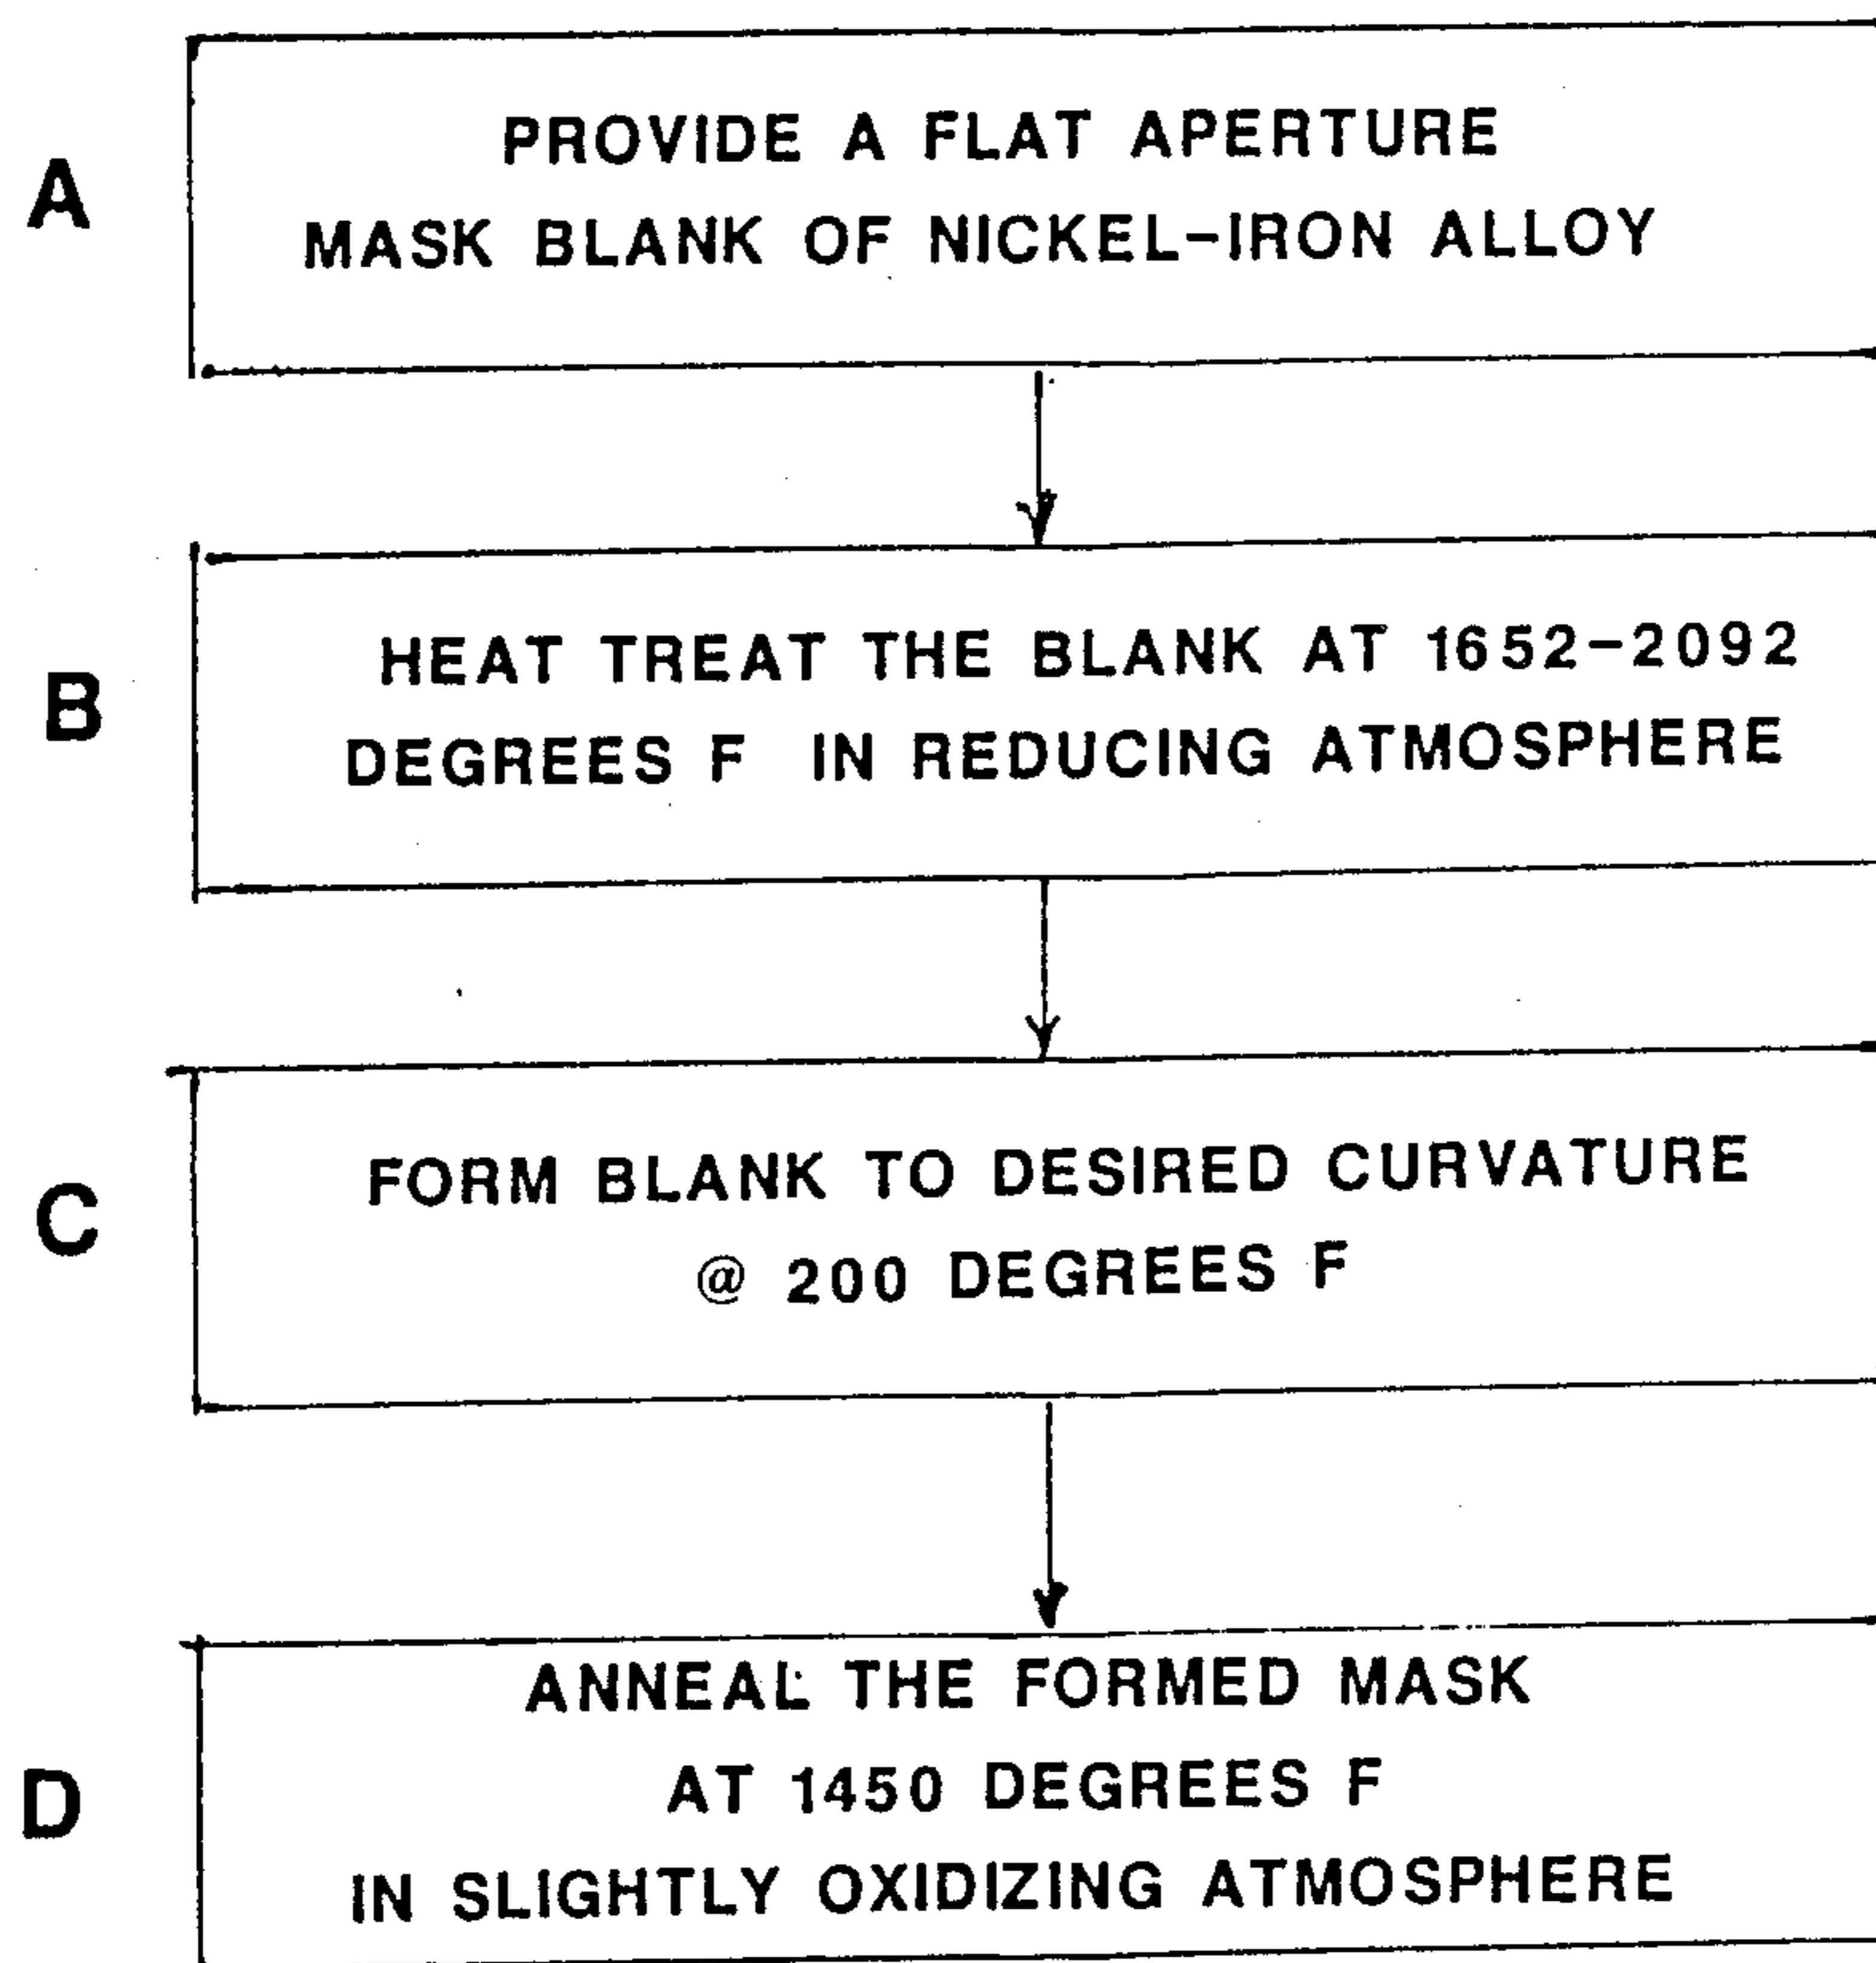 A
PROVIDE A FLAT APERTURE
MASK BLANK OF NICKEL-IRON ALLOY
B
HEAT TREAT THE BLANK AT 1652-2092
DEGREES F IN REDUCING ATMOSPHERE
C
FORM BLANK TO DESIRED CURVATURE
@ 200 DEGREES F
D
ANNEAL THE FORMED MASK
AT 1450 DEGREES F
IN SLIGHTLY OXIDIZING ATMOSPHERE